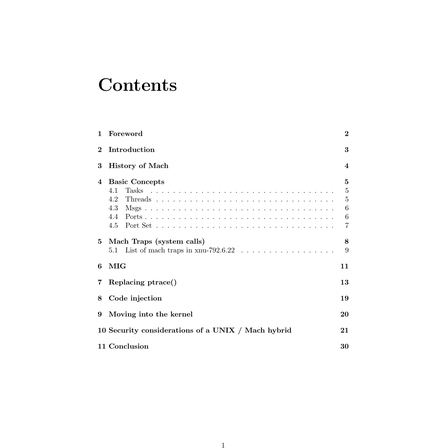 Contents
1 Foreword 2
2 Introduction 3
3 History of Mach 4
4 Basic Concepts 5
4.1 Tasks . . . . . . . . . . . . . . . . . . . . . . . . . . . . . . 5
4.2 Threads . . . . . . . . . . . . . . . . . . . . . . . . . . . . . 5
4.3 Msgs . . . . . . . . . . . . . . . . . . . . . . . . . . . . . . 6
4.4 Ports . . . . . . . . . . . . . . . . . . . . . . . . . . . . . . 6
4.5 Port Set . . . . . . . . . . . . . . . . . . . . . . . . . . . . . 7
5 Mach Traps (system calls) 8
5.1 List of mach traps in xnu-792.6.22 . . . . . . . . . . . . . . . 9
6 MIG 11
7 Replacing ptrace() 13
8 Code injection 19
9 Moving into the kernel 20
10 Security considerations of a UNIX / Mach hybrid 21
11 Conclusion 30
1